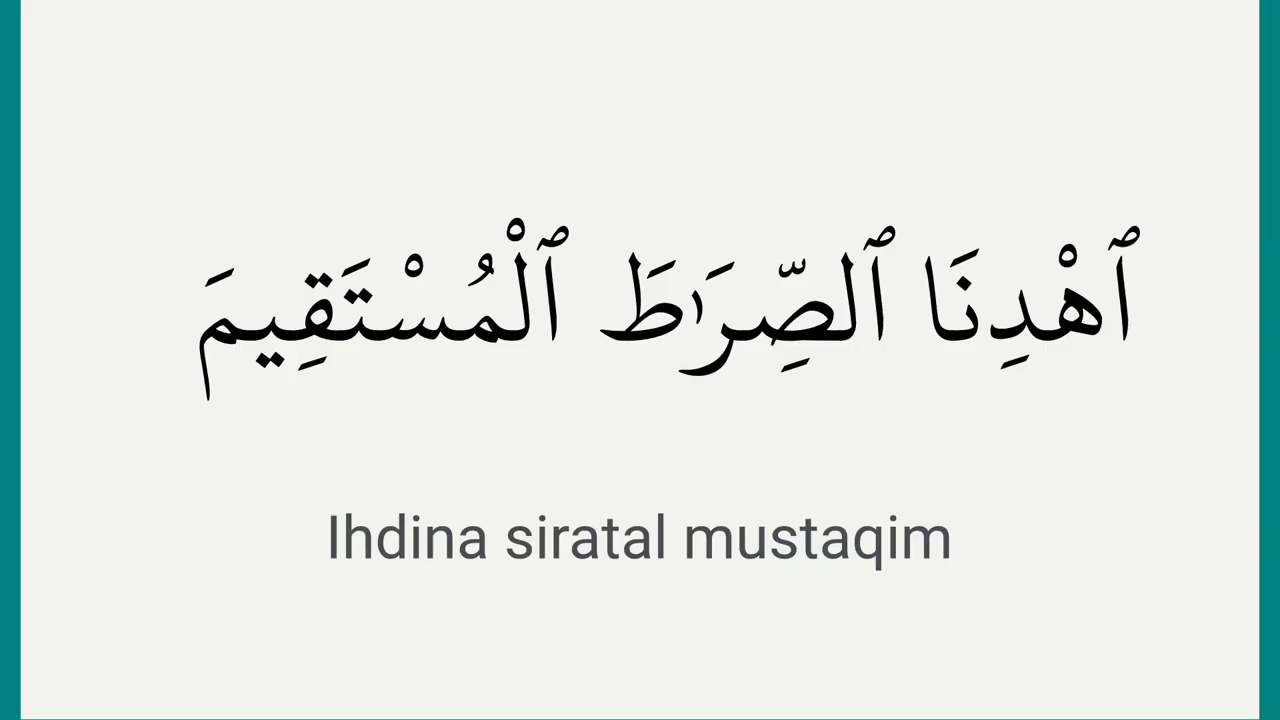 ٱهْدِنَا ٱلصِّرَٰطَ ٱلْمُسْتَقِيمَ
Ihdina siratal mustaqim